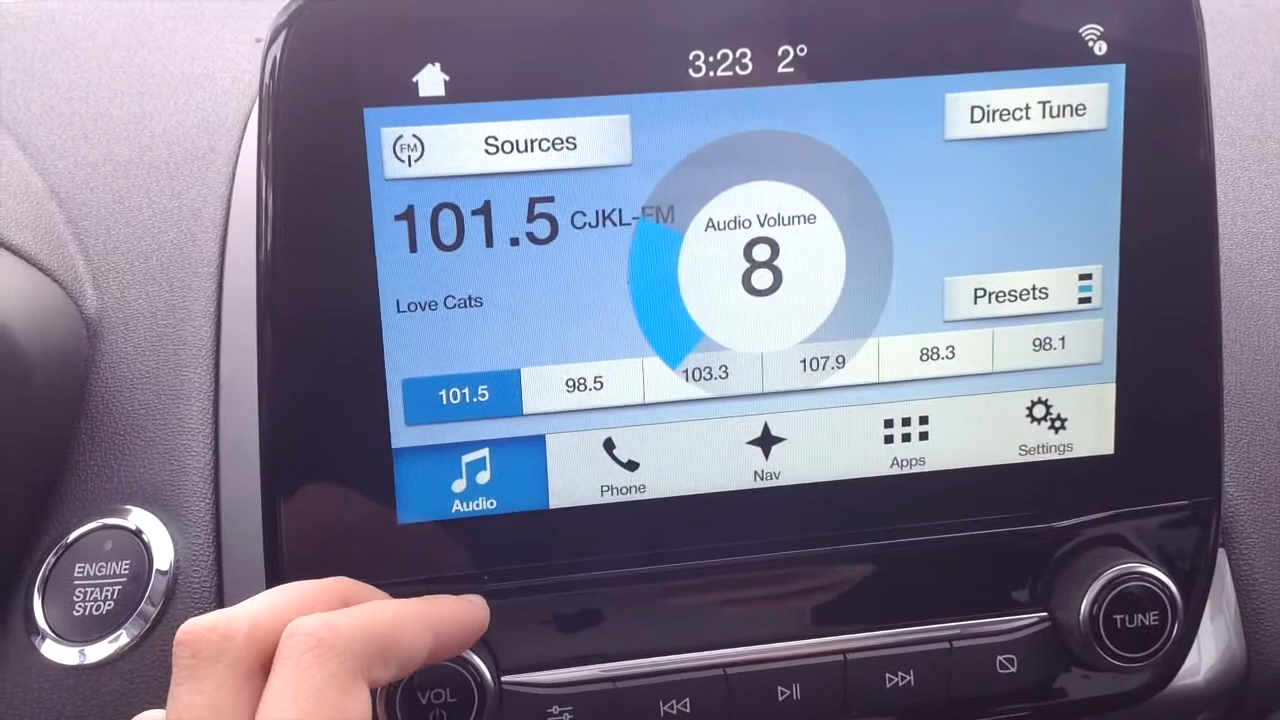 3:23 2°
FM
Sources
Direct Tune
101.5 CJKL-FM
Audio Volume
8
Love Cats
Presets
101.5
98.5
103.3
107.9
88.3
98.1
Audio
Phone
Nav
Apps
Settings
ENGINE
START
STOP
VOL
TUNE